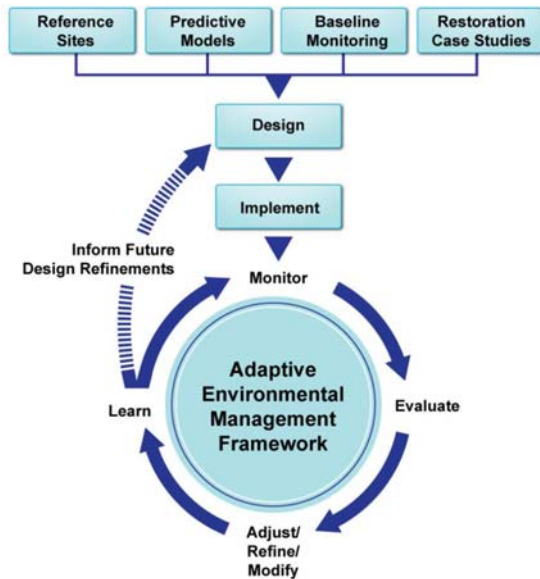 Reference
Sites
Predictive
Models
Baseline
Monitoring
Restoration
Case Studies
Design
Implement
Inform Future
Design Refinements
Monitor
Adaptive
Environmental
Management
Framework
Learn
Evaluate
Adjust/
Refine/
Modify